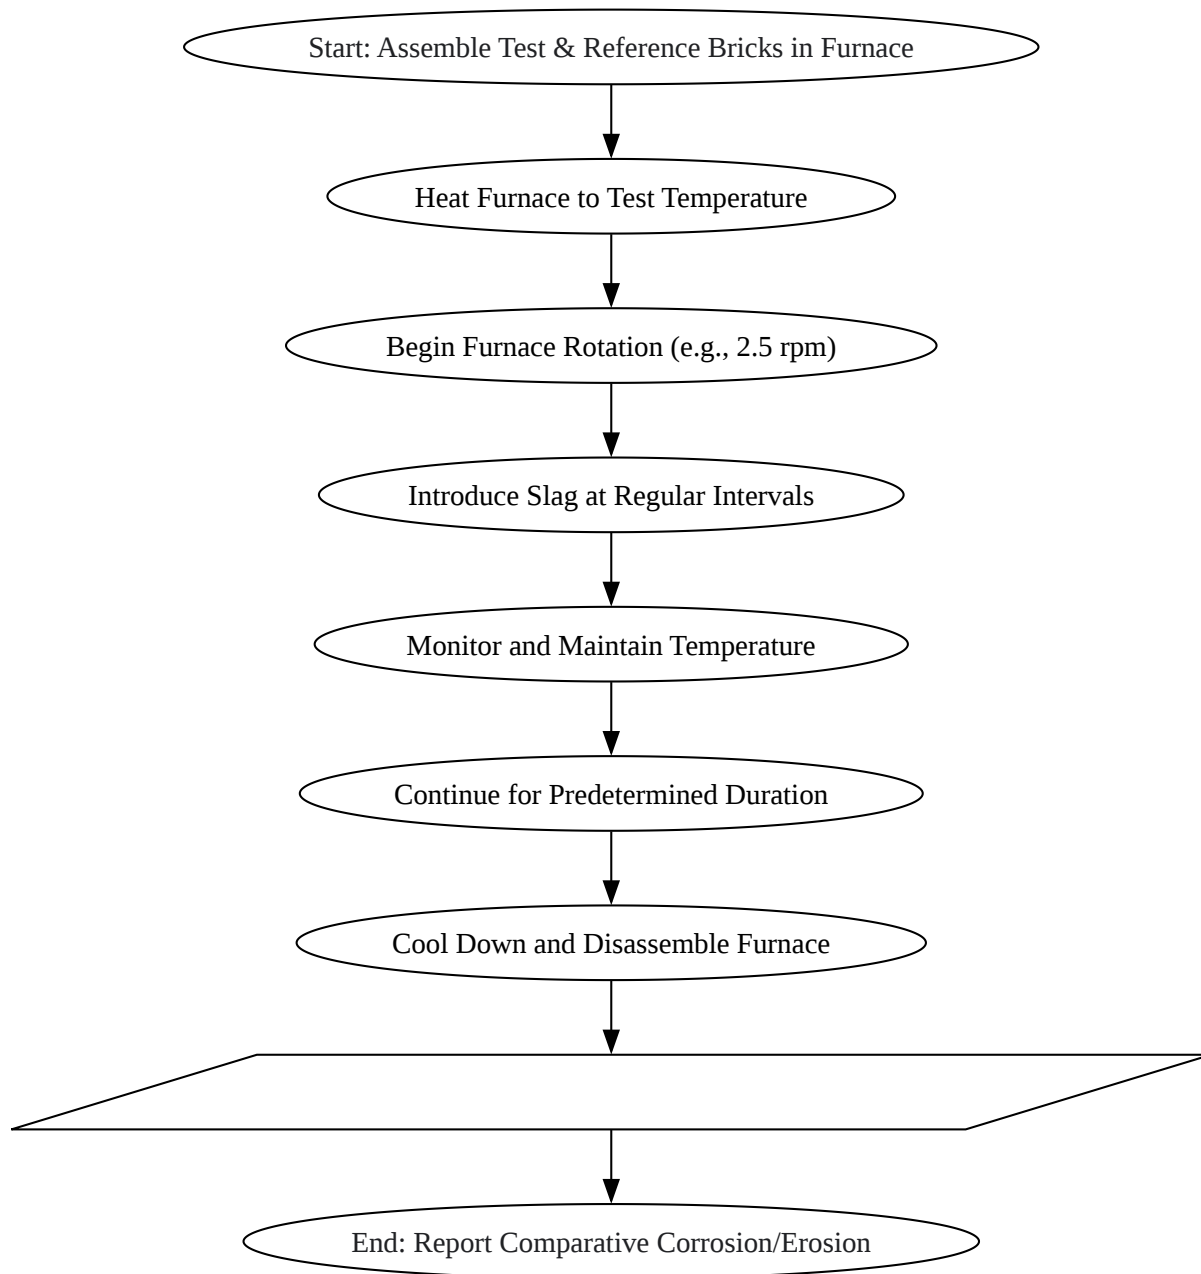 Start: Assemble Test & Reference Bricks in Furnace
Heat Furnace to Test Temperature
Begin Furnace Rotation (e.g., 2.5 rpm)
Introduce Slag at Regular Intervals
Monitor and Maintain Temperature
Continue for Predetermined Duration
Cool Down and Disassemble Furnace
End: Report Comparative Corrosion/Erosion